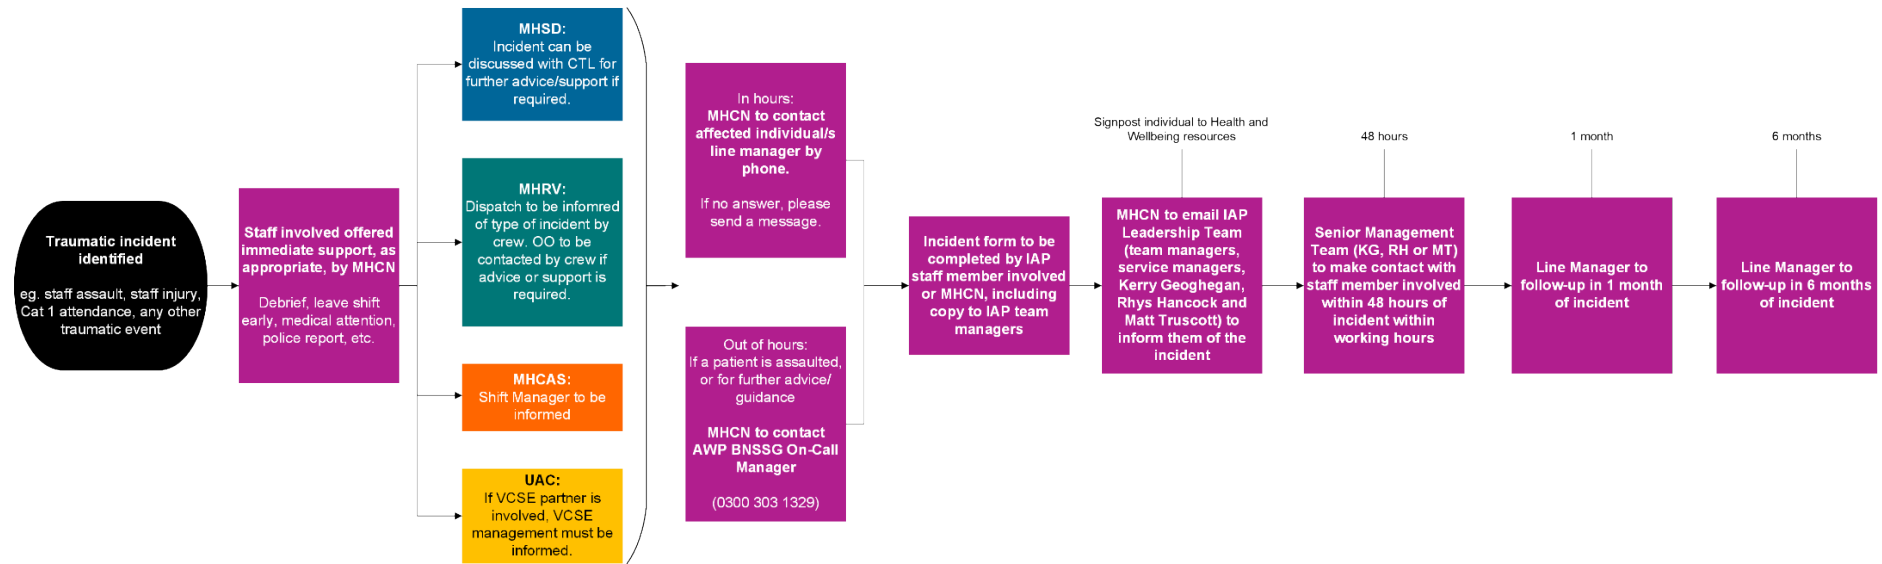 Traumatic incident
identified
eg. staff assault, staff injury,
Cat 1 attendance, any other
traumatic event
Staff involved offered
immediate support, as
appropriate, by MHCN
Debrief, leave shift
early, medical attention,
police report, etc.
MHSD:
Incident can be
discussed with CTL for
further advice/support if
required.
MHRV:
Dispatch to be infomred
of type of incident by
crew. OO to be
contacted by crew if
advice or support is
required.
MHCAS:
Shift Manager to be
informed
UAC:
If VCSE partner is
involved, VCSE
management must be
informed.
In hours:
MHCN to contact
affected individual/s
line manager by
phone.
If no answer, please
send a message.
Out of hours:
If a patient is assaulted,
or for further advice/
guidance
MHCN to contact
AWP BNSSG On-Call
Manager
(0300 303 1329)
Incident form to be
completed by IAP
staff member involved
or MHCN, including
copy to IAP team
managers
Signpost individual to Health and
Wellbeing resources
MHCN to email IAP
Leadership Team
(team managers,
service managers,
Kerry Geoghegan,
Rhys Hancock and
Matt Truscott) to
inform them of the
incident
48 hours
Senior Management
Team (KG, RH or MT)
to make contact with
staff member involved
within 48 hours of
incident within
working hours
1 month
Line Manager to
follow-up in 1 month
of incident
6 months
Line Manager to
follow-up in 6 months
of incident